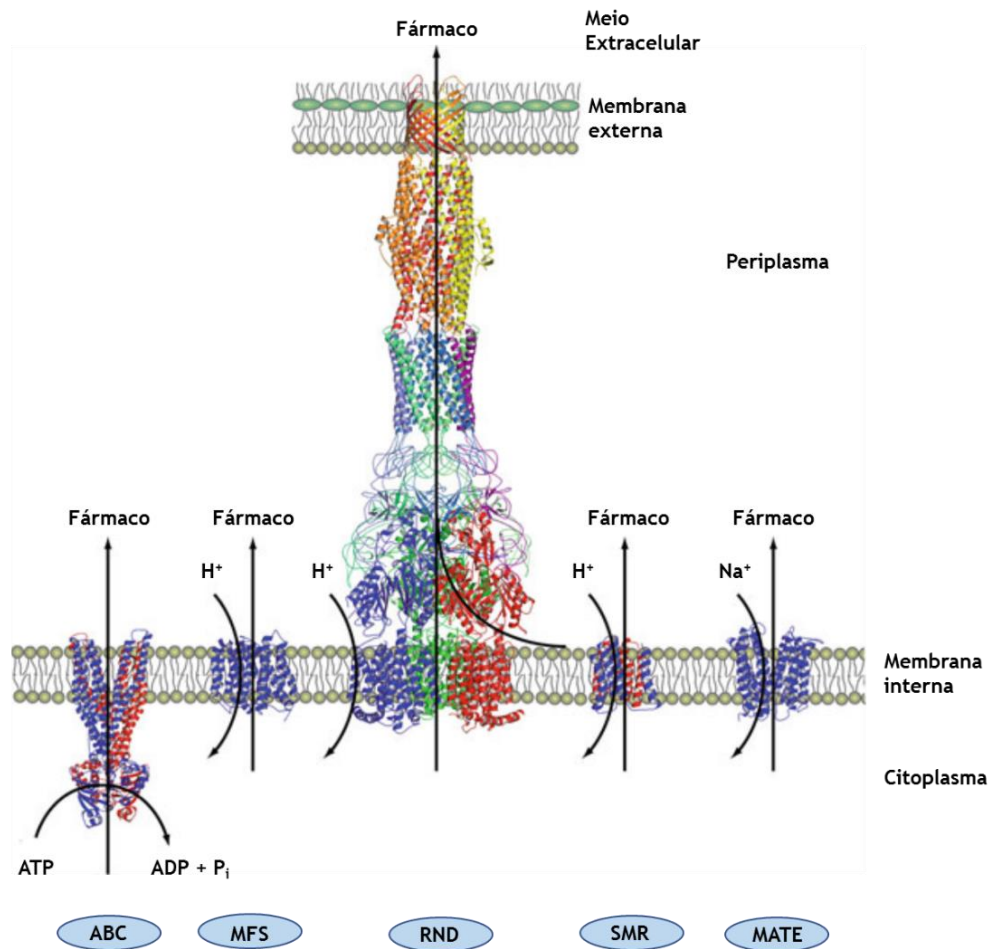 Fármaco
Meio
Extracelular
Membrana
externa
Periplasma
Fármaco
Fármaco
Fármaco
Fármaco
H⁺
H⁺
H⁺
Na⁺
Membrana
interna
Citoplasma
ATP
ADP + Pᵢ
ABC
MFS
RND
SMR
MATE